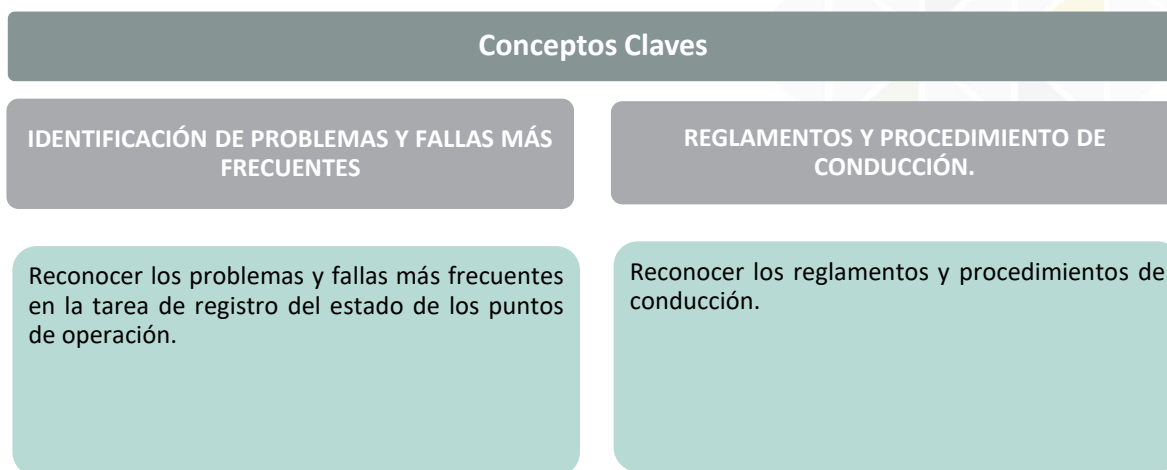 Conceptos Claves
IDENTIFICACIÓN DE PROBLEMAS Y FALLAS MÁS
FRECUENTES
REGLAMENTOS Y PROCEDIMIENTO DE
CONDUCCIÓN.
Reconocer los problemas y fallas más frecuentes
en la tarea de registro del estado de los puntos
de operación.
Reconocer los reglamentos y procedimientos de
conducción.